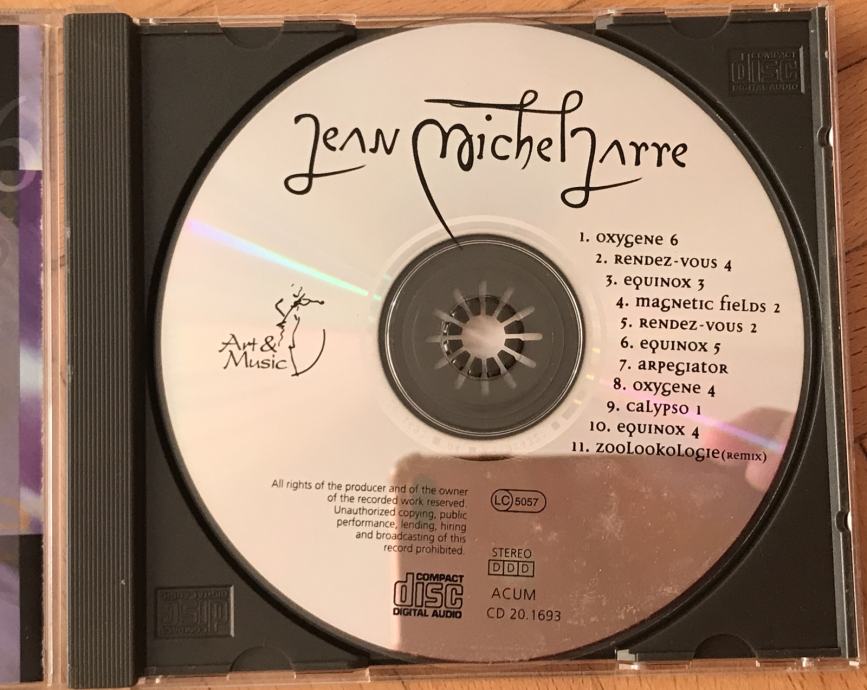 Jean Michel Jarre
1. oxygene 6
2. rendez-vous 4
3. equinox 3
4. magnetic fields 2
5. rendez-vous 2
6. equinox 5
7. arpegiator
8. oxygene 4
9. calypso 1
10. equinox 4
11. zoolookologie (remix)
Art &
Music
All rights of the producer and of the owner
of the recorded work reserved.
Unauthorized copying, public
performance, lending, hiring
and broadcasting of this
record prohibited.
LC 5057
STEREO
DDD
COMPACT
disc
DIGITAL AUDIO
ACUM
CD 20.1693
COMPACT
disc
DIGITAL AUDIO
COMPACT
disc
DIGITAL AUDIO